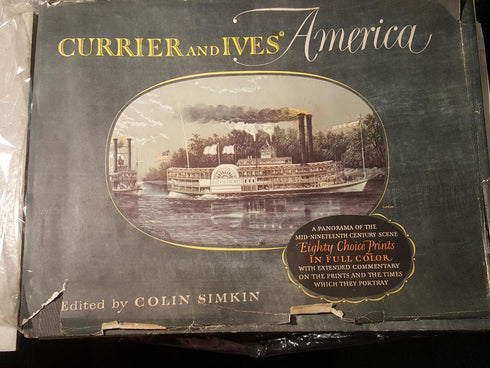 CURRIER AND IVES' America
A PANORAMA OF THE
MID-NINETEENTH CENTURY SCENE
Eighty Choice Prints
IN FULL COLOR
WITH EXTENDED COMMENTARY
ON THE PRINTS AND THE TIMES
WHICH THEY PORTRAY
Edited by COLIN SIMKIN